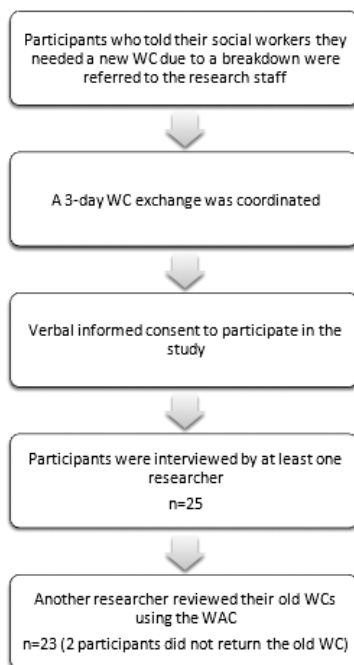 Participants who told their social workers they
needed a new WC due to a breakdown were
referred to the research staff
A 3-day WC exchange was coordinated
Verbal informed consent to participate in the
study
Participants were interviewed by at least one
researcher
n=25
Another researcher reviewed their old WCs
using the WAC
n=23 (2 participants did not return the old WC)